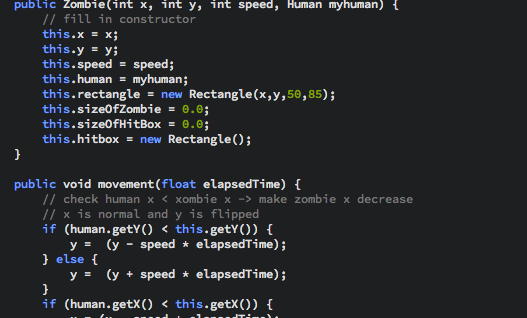 public Zombie(int x, int y, int speed, Human myhuman) {
// fill in constructor
this.x = x;
this.y = y;
this.speed = speed;
this.human = myhuman;
this.rectangle = new Rectangle(x,y,50,85);
this.sizeOfZombie = 0.0;
this.sizeOfHitBox = 0.0;
this.hitbox = new Rectangle();
}
public void movement(float elapsedTime) {
// check human x < xombie x -> make zombie x decrease
// x is normal and y is flipped
if (human.getY() < this.getY()) {
y =  (y - speed * elapsedTime);
} else {
y =  (y + speed * elapsedTime);
}
if (human.getX() < this.getX()) {